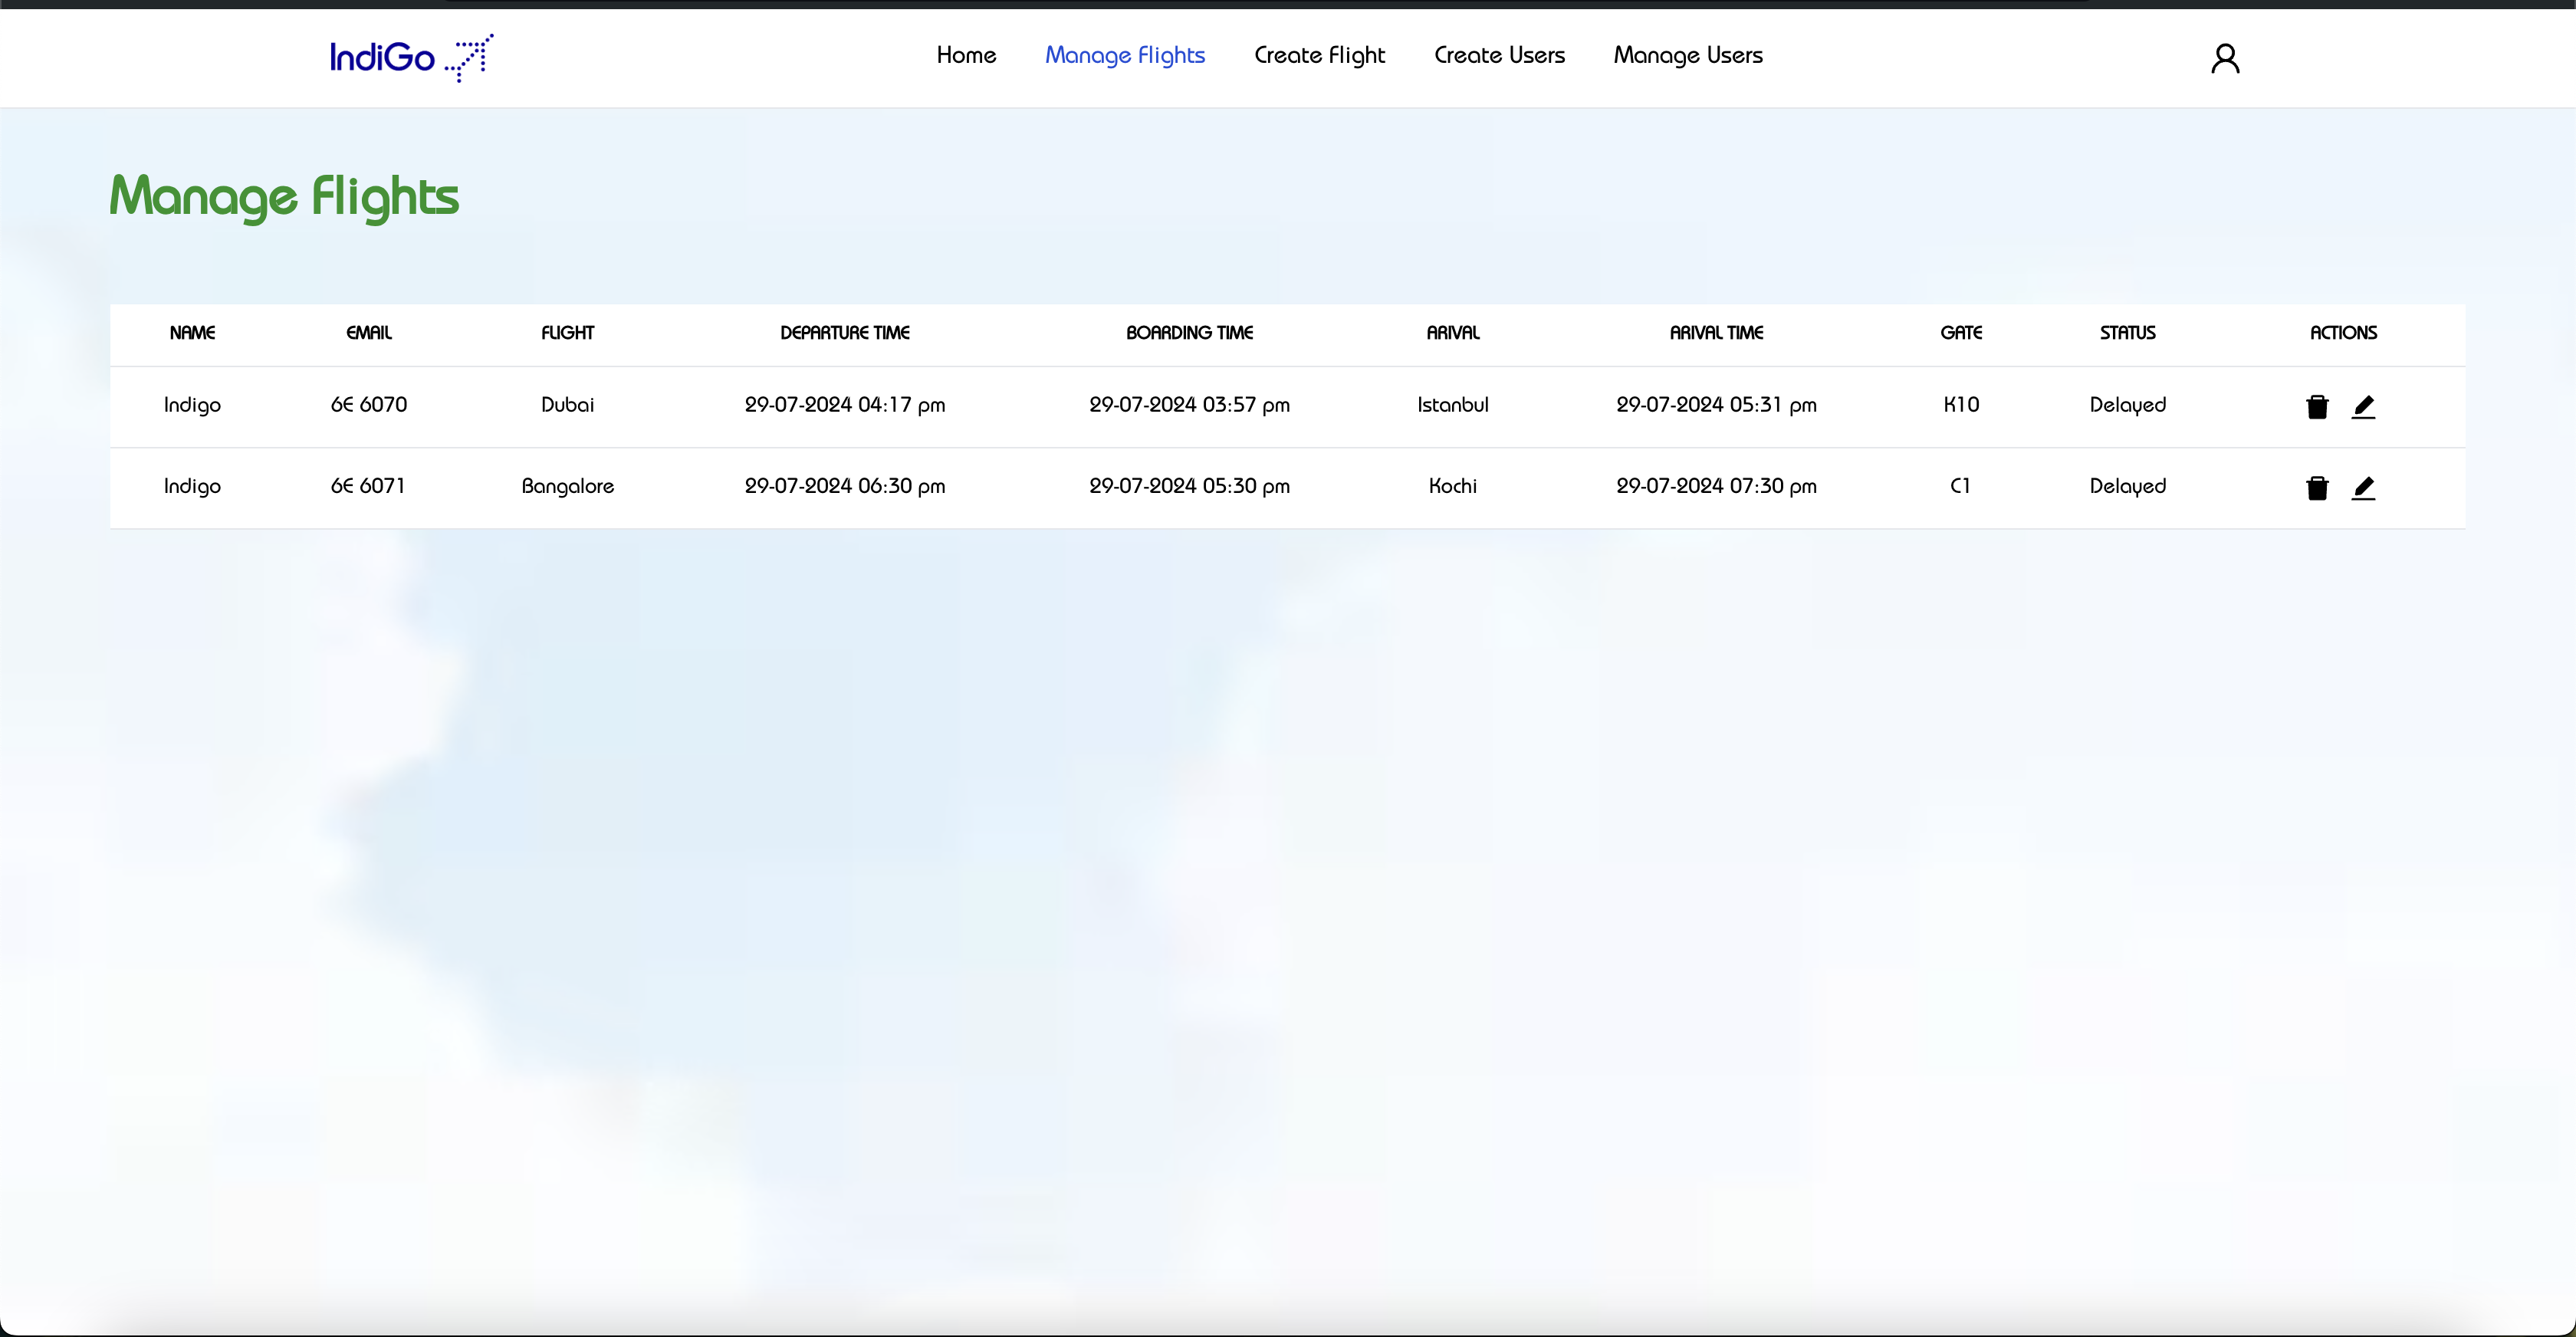 IndiGo Home Manage Flights Create Flight Create Users Manage Users
Manage Flights
NAME EMAIL FLIGHT DEPARTURE TIME BOARDING TIME ARIVAL ARIVAL TIME GATE STATUS ACTIONS
Indigo 6E 6070 Dubai 29-07-2024 04:17 pm 29-07-2024 03:57 pm Istanbul 29-07-2024 05:31 pm K10 Delayed
Indigo 6E 6071 Bangalore 29-07-2024 06:30 pm 29-07-2024 05:30 pm Kochi 29-07-2024 07:30 pm C1 Delayed